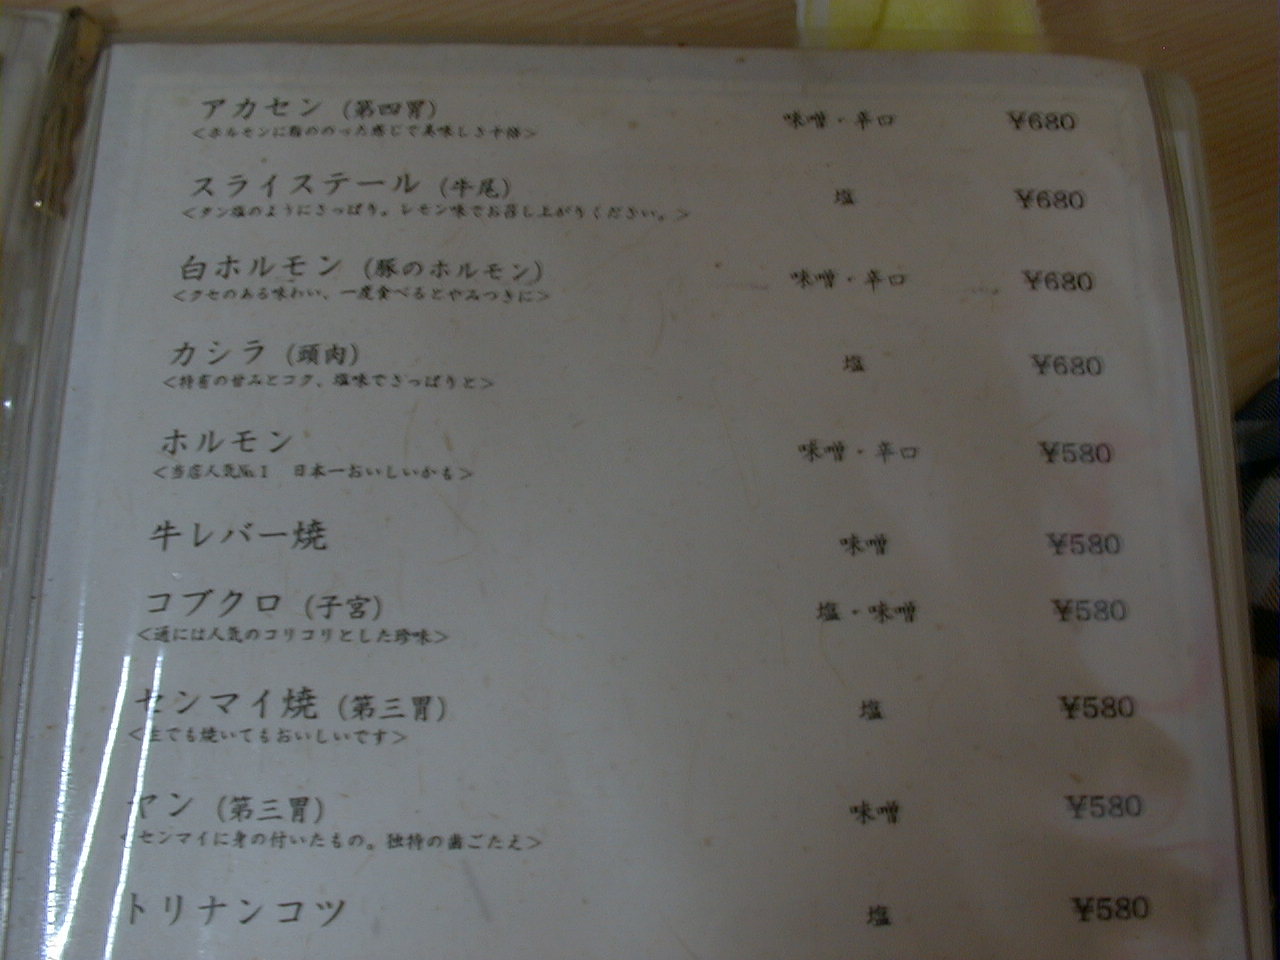 アカセン (第四胃) 味噌・辛口 ¥680
<ホルモンに脂ののった感じで美味しさ十倍>
スライステール (牛尾) 塩 ¥680
<タン塩のようにさっぱり。レモン味でお召し上がりください。>
白ホルモン (豚のホルモン) 味噌・辛口 ¥680
<クセのある味わい、一度食べるとやみつきに>
カシラ (頭肉) 塩 ¥680
<特有の甘みとコク、塩味でさっぱりと>
ホルモン 味噌・辛口 ¥580
<当店人気№1 日本一おいしいかも>
牛レバー焼 味噌 ¥580
コブクロ (子宮) 塩・味噌 ¥580
<通には人気のコリコリとした珍味>
センマイ焼 (第三胃) 塩 ¥580
<生でも焼いてもおいしいです>
ヤン (第三胃) 味噌 ¥580
<センマイに身の付いたもの。独特の歯ごたえ>
トリナンコツ 塩 ¥580